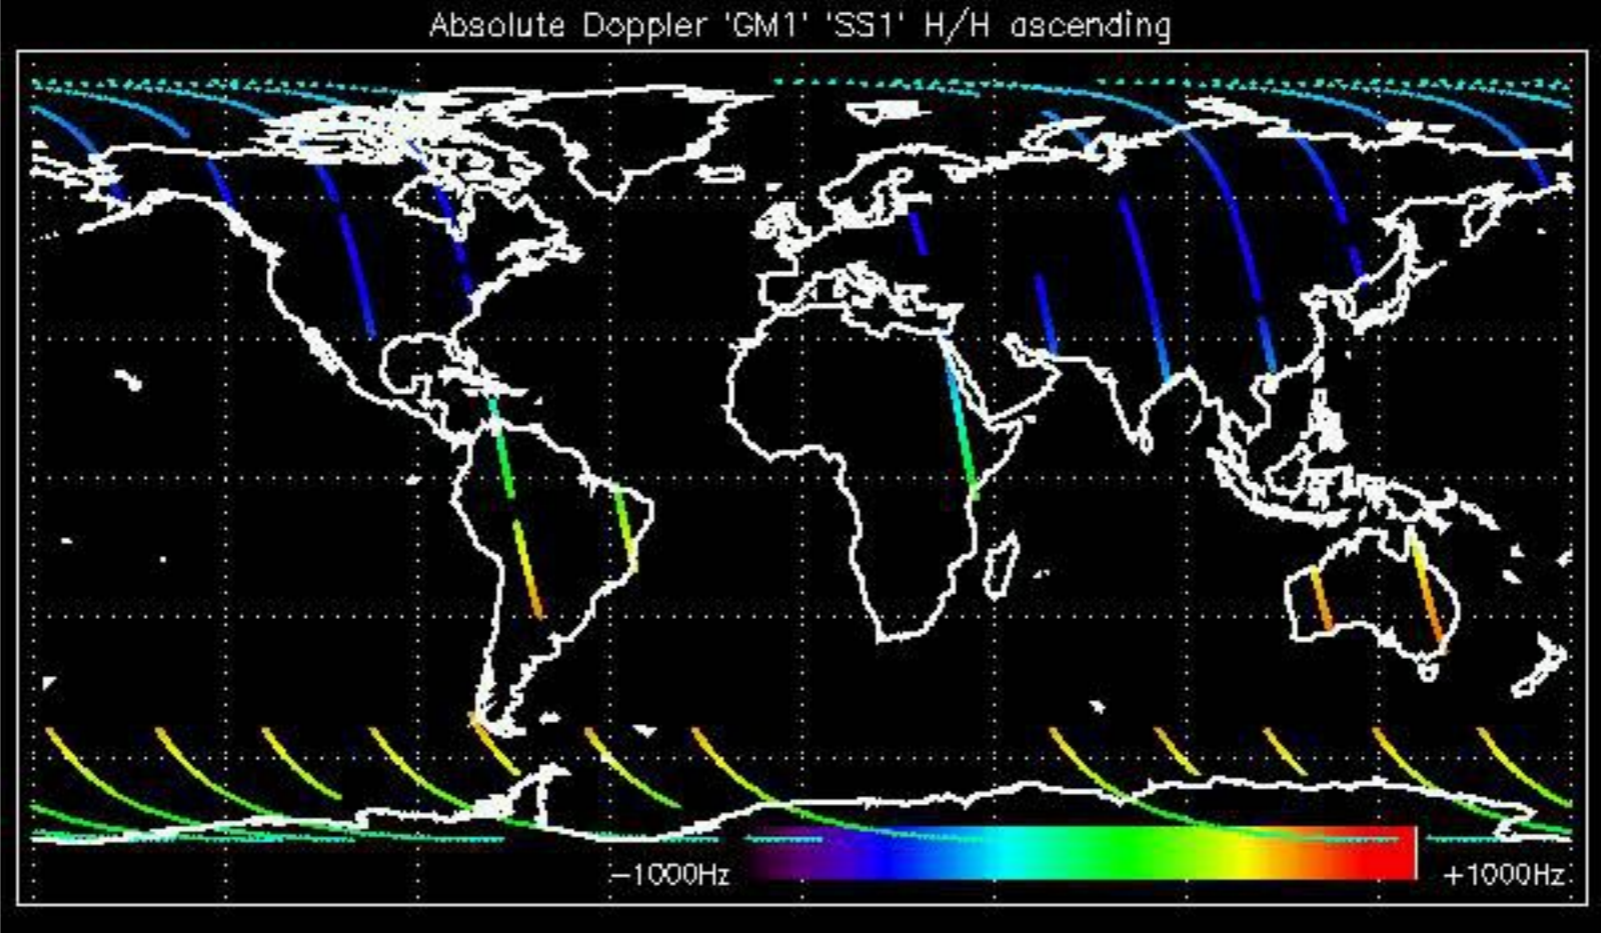 Absolute Doppler 'GM1' 'SS1' H/H ascending
-1000Hz +1000Hz